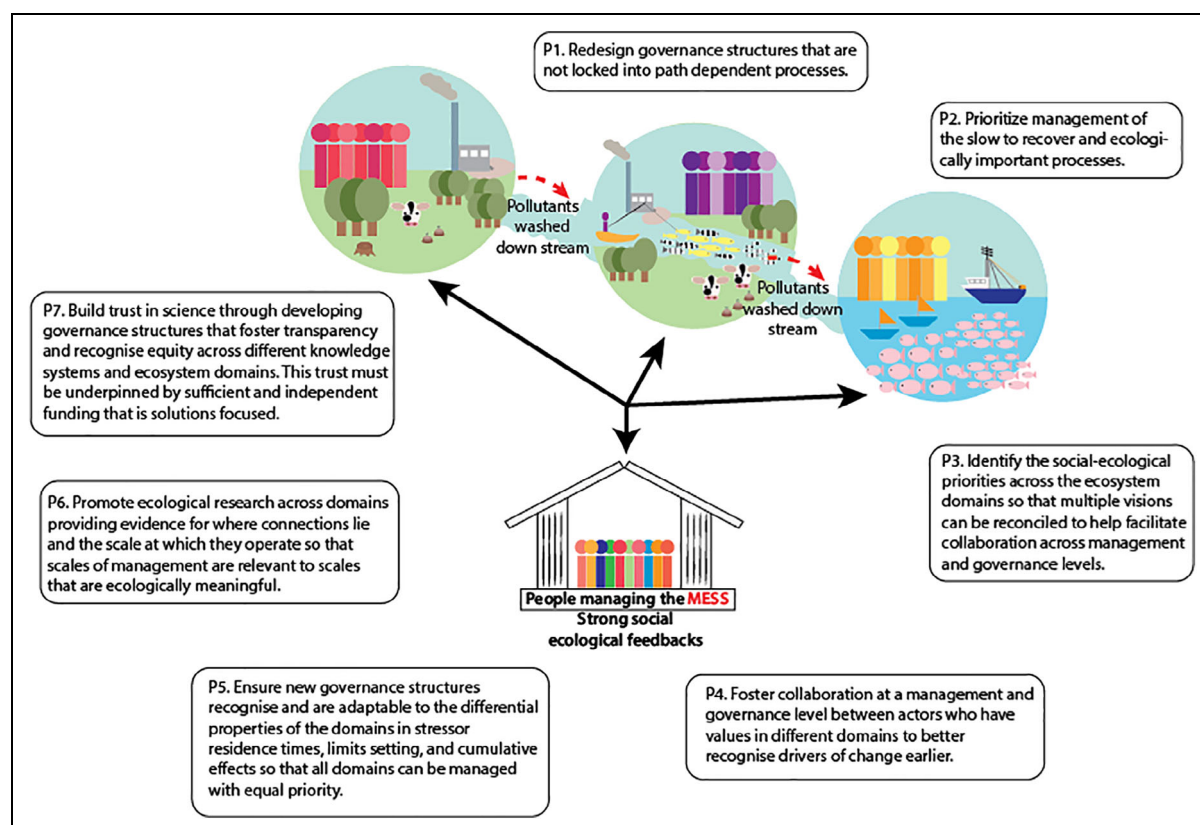 P1. Redesign governance structures that are
not locked into path dependent processes.
P2. Prioritize management of
the slow to recover and ecologi-
cally important processes.
Pollutants
washed
down stream
Pollutants
washed down
stream
P7. Build trust in science through developing
governance structures that foster transparency
and recognise equity across different knowledge
systems and ecosystem domains. This trust must
be underpinned by sufficient and independent
funding that is solutions focused.
P3. Identify the social-ecological
priorities across the ecosystem
domains so that multiple visions
can be reconciled to help facilitate
collaboration across management
and governance levels.
P6. Promote ecological research across domains
providing evidence for where connections lie
and the scale at which they operate so that
scales of management are relevant to scales
that are ecologically meaningful.
People managing the MESS
Strong social
ecological feedbacks
P5. Ensure new governance structures
recognise and are adaptable to the differential
properties of the domains in stressor
residence times, limits setting, and cumulative
effects so that all domains can be managed
with equal priority.
P4. Foster collaboration at a management and
governance level between actors who have
values in different domains to better
recognise drivers of change earlier.